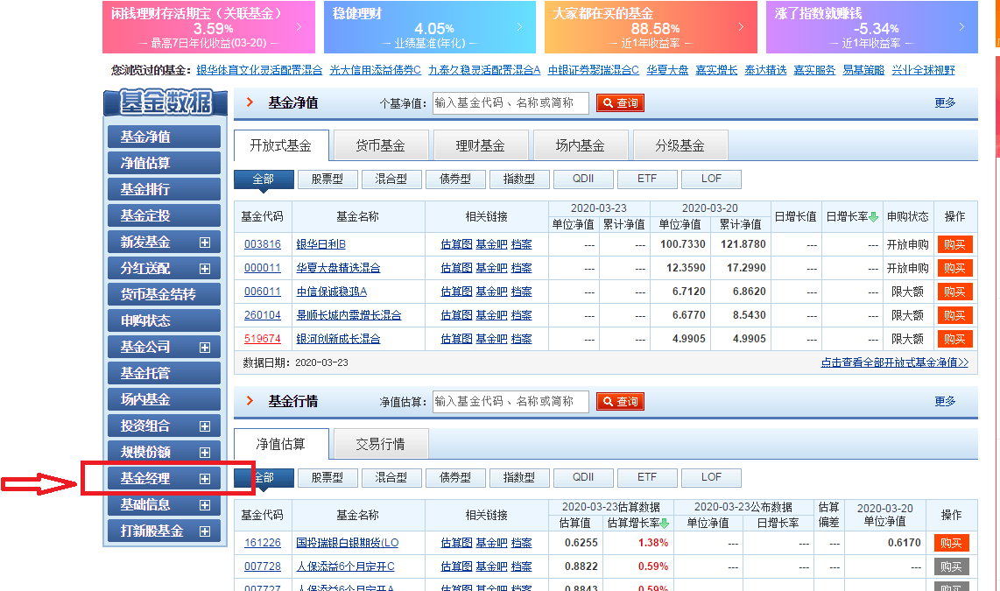 闲钱理财存活期宝（关联基金）
3.59%
最高7日年化收益(03-20)
稳健理财
4.05%
业绩基准(年化)
大家都在买的基金
88.58%
近1年收益率
涨了指数就赚钱
-5.34%
近1年收益率
您浏览过的基金： 银华体育文化灵活配置混合 光大信用添益债券C 九泰久稳灵活配置混合A 中银证券聚瑞混合C 华夏大盘 嘉实增长 泰达精选 嘉实服务 易基策略 兴业全球视野
基金数据
基金净值
净值估算
基金排行
基金定投
新发基金
分红送配
货币基金结转
申购状态
基金公司
基金托管
场内基金
投资组合
规模份额
基金经理
基础信息
打新股基金
基金净值 个基净值： 输入基金代码、名称或简称 查询 更多
开放式基金 货币基金 理财基金 场内基金 分级基金
全部 股票型 混合型 债券型 指数型 QDII ETF LOF
基金代码 基金名称 相关链接 2020-03-23 2020-03-20 日增长值 日增长率 申购状态 操作
单位净值 累计净值 单位净值 累计净值
003816 银华日利B 估算图 基金吧 档案 --- --- 100.7330 121.8780 --- --- 开放申购 购买
000011 华夏大盘精选混合 估算图 基金吧 档案 --- --- 12.3590 17.2990 --- --- 开放申购 购买
006011 中信保诚稳鸿A 估算图 基金吧 档案 --- --- 6.7120 6.8620 --- --- 限大额 购买
260104 景顺长城内需增长混合 估算图 基金吧 档案 --- --- 6.6770 8.5430 --- --- 限大额 购买
519674 银河创新成长混合 估算图 基金吧 档案 --- --- 4.9905 4.9905 --- --- 限大额 购买
数据日期：2020-03-23 点击查看全部开放式基金净值>>
基金行情 净值估算： 输入基金代码、名称或简称 查询 更多
净值估算 交易行情
全部 股票型 混合型 债券型 指数型 QDII ETF LOF
基金代码 基金名称 相关链接 2020-03-23估算数据 2020-03-23公布数据 估算偏差 2020-03-20单位净值 操作
估算值 估算增长率 单位净值 日增长率
161226 国投瑞银白银期货(LO 估算图 基金吧 档案 0.6255 1.38% --- --- --- 0.6170 购买
007728 人保添益6个月定开C 估算图 基金吧 档案 0.8822 0.59% --- --- --- --- 购买
007727 人保添益6个月定开A 估算图 基金吧 档案 0.8843 0.59% 购买